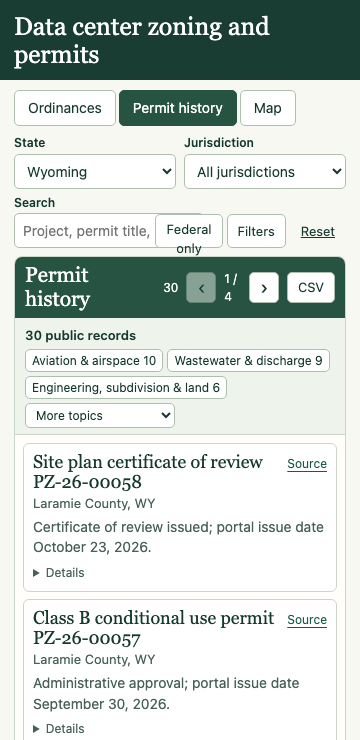 Data center zoning and
permits
Ordinances
Permit history
Map
State
Jurisdiction
Wyoming
All jurisdictions
Search
Project, permit title,
Federal
only
Filters
Reset
Permit
history
30
‹
1 /
4
›
CSV
30 public records
Aviation & airspace 10
Wastewater & discharge 9
Engineering, subdivision & land 6
More topics
Site plan certificate of review
PZ-26-00058
Source
Laramie County, WY
Certificate of review issued; portal issue date
October 23, 2026.
Details
Class B conditional use permit
PZ-26-00057
Source
Laramie County, WY
Administrative approval; portal issue date
September 30, 2026.
Details